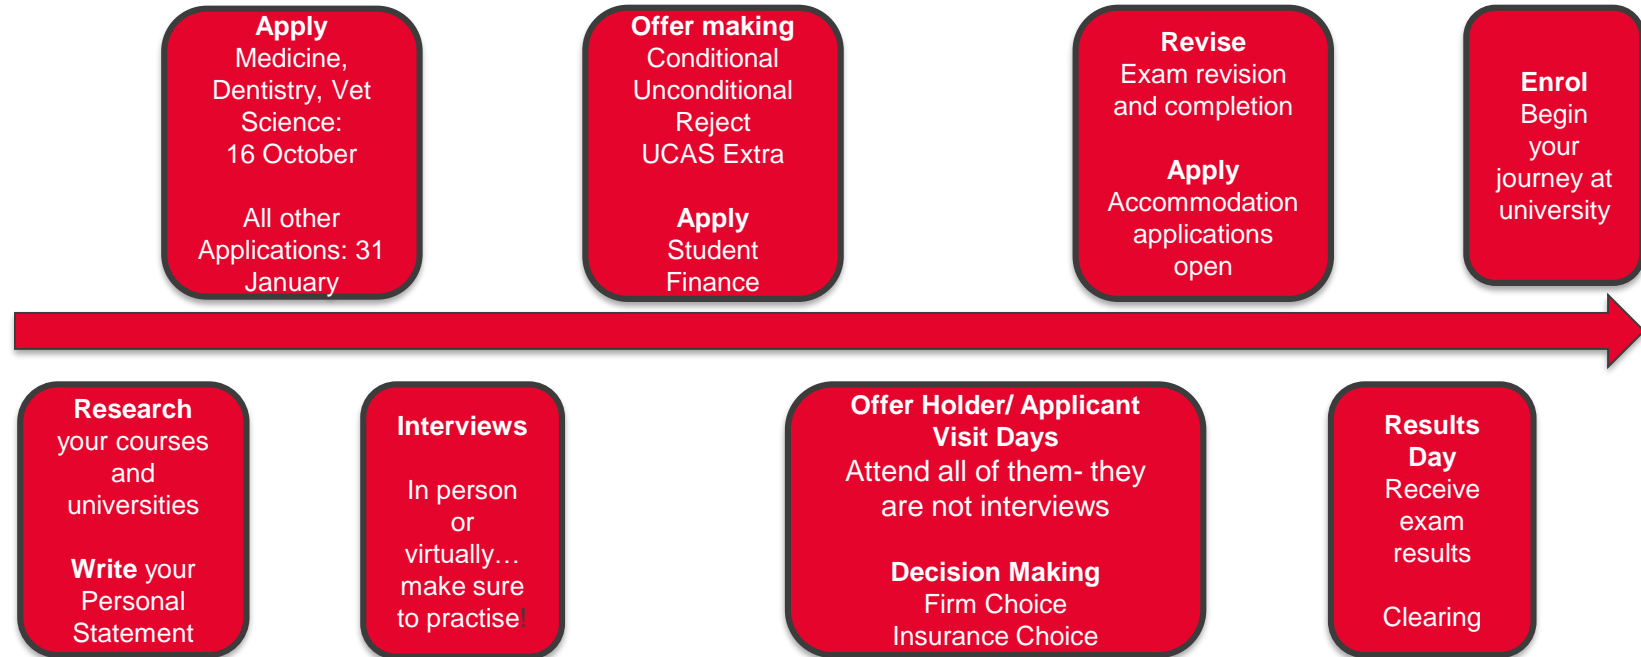 Apply
Medicine,
Dentistry, Vet
Science:
16 October
All other
Applications: 31
January
Offer making
Conditional
Unconditional
Reject
UCAS Extra
Apply
Student
Finance
Revise
Exam revision
and completion
Apply
Accommodation
applications
open
Enrol
Begin
your
journey at
university
Research
your courses
and
universities
Write your
Personal
Statement
Interviews
In person
or
virtually…
make sure
to practise!
Offer Holder/ Applicant
Visit Days
Attend all of them- they
are not interviews
Decision Making
Firm Choice
Insurance Choice
Results
Day
Receive
exam
results
Clearing